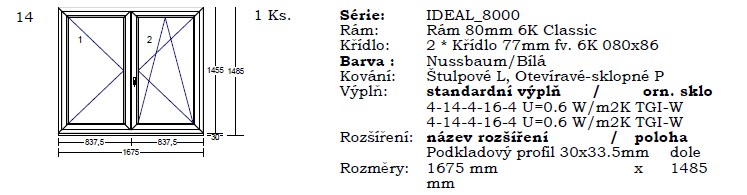 14
1 Ks.
1
2
1455
1485
30
837,5 837,5
1675
Série: IDEAL_8000
Rám: Rám 80mm 6K Classic
Křídlo: 2 * Křídlo 77mm fv. 6K 080x86
Barva : Nussbaum/Bílá
Kování: Štulpové L, Otevíravé-sklopné P
Výplň: standardní výplň / orn. sklo
4-14-4-16-4 U=0.6 W/m2K TGI-W
4-14-4-16-4 U=0.6 W/m2K TGI-W
Rozšíření: název rozšíření / poloha
Podkladový profil 30x33.5mm dole
Rozměry: 1675 mm x 1485
mm